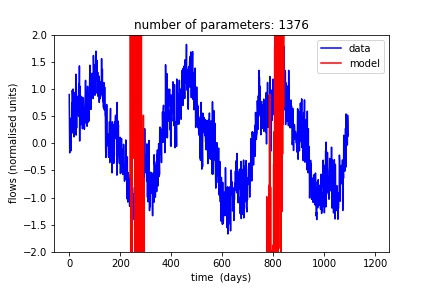 number of parameters: 1376
data
model
2.0
1.5
1.0
0.5
0.0
−0.5
−1.0
−1.5
−2.0
flows (normalised units)
0 200 400 600 800 1000 1200
time (days)